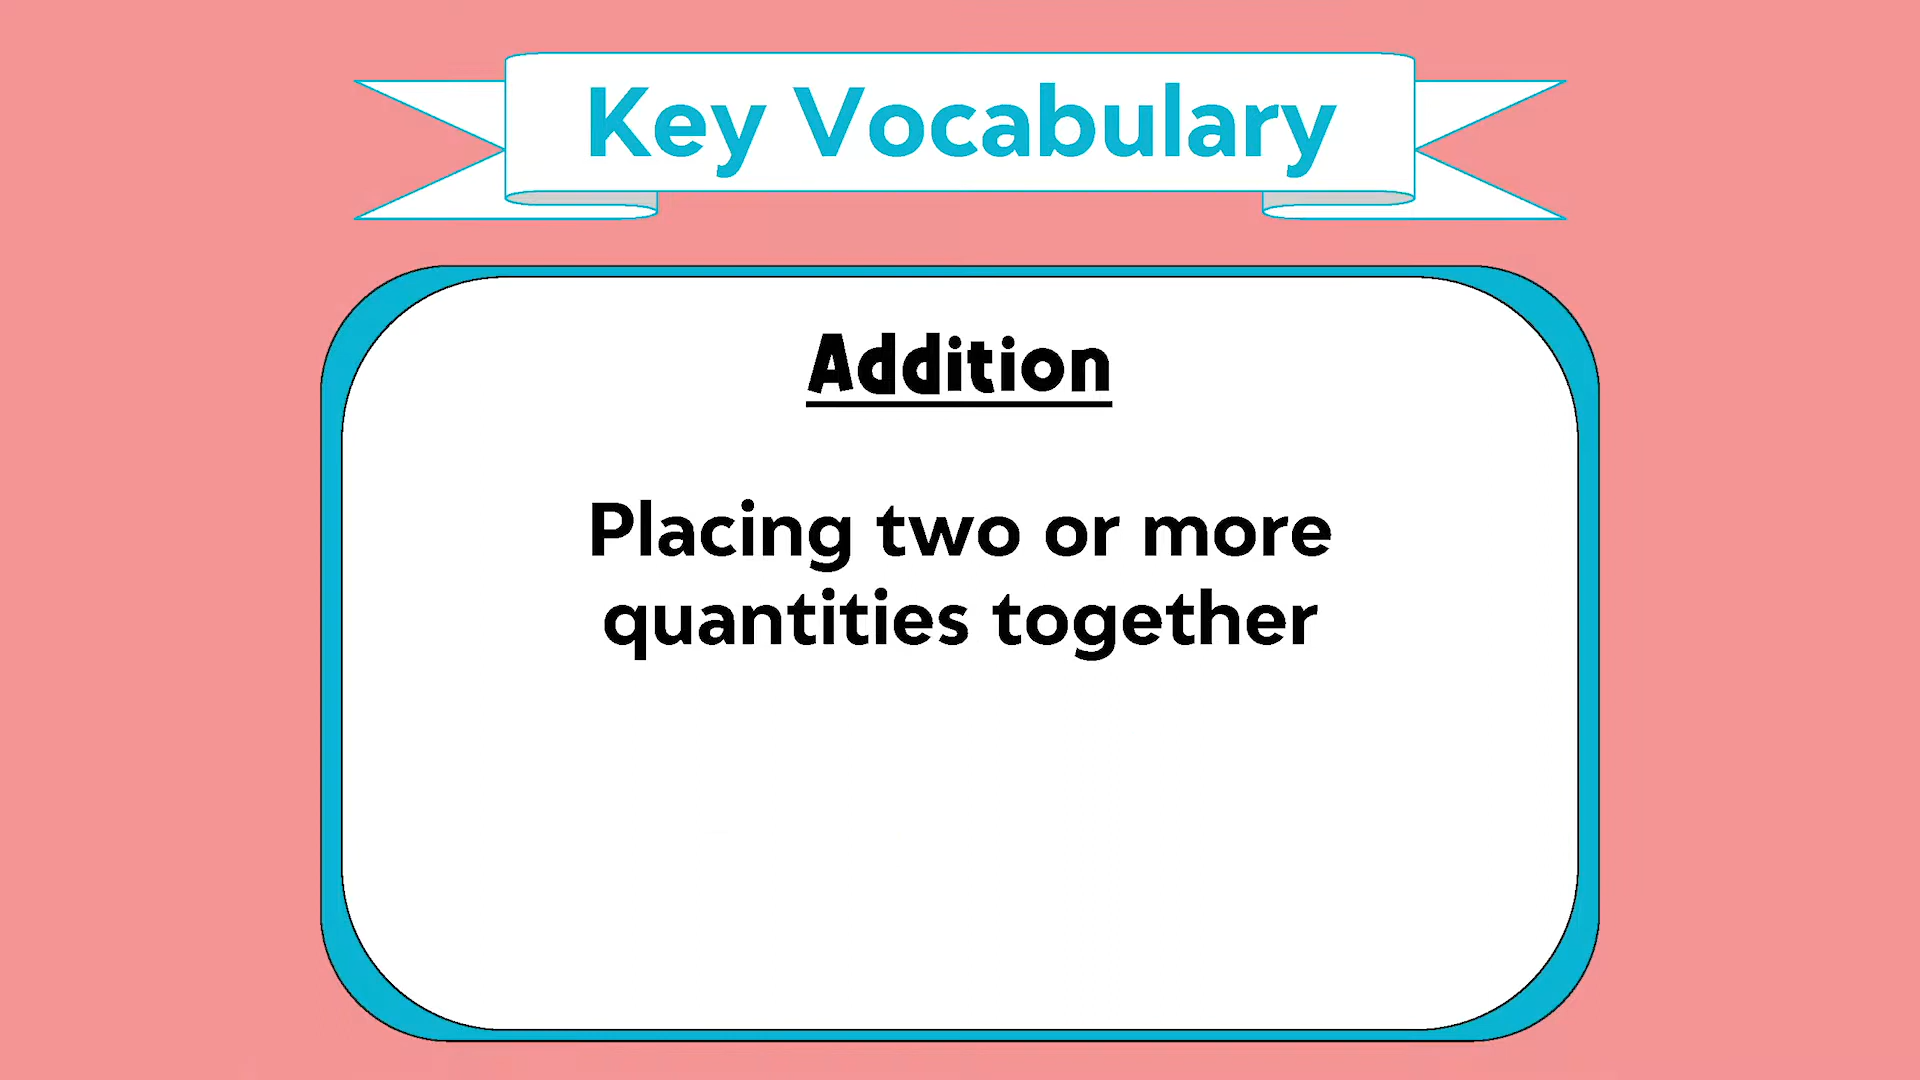 Key Vocabulary
Addition
Placing two or more
quantities together